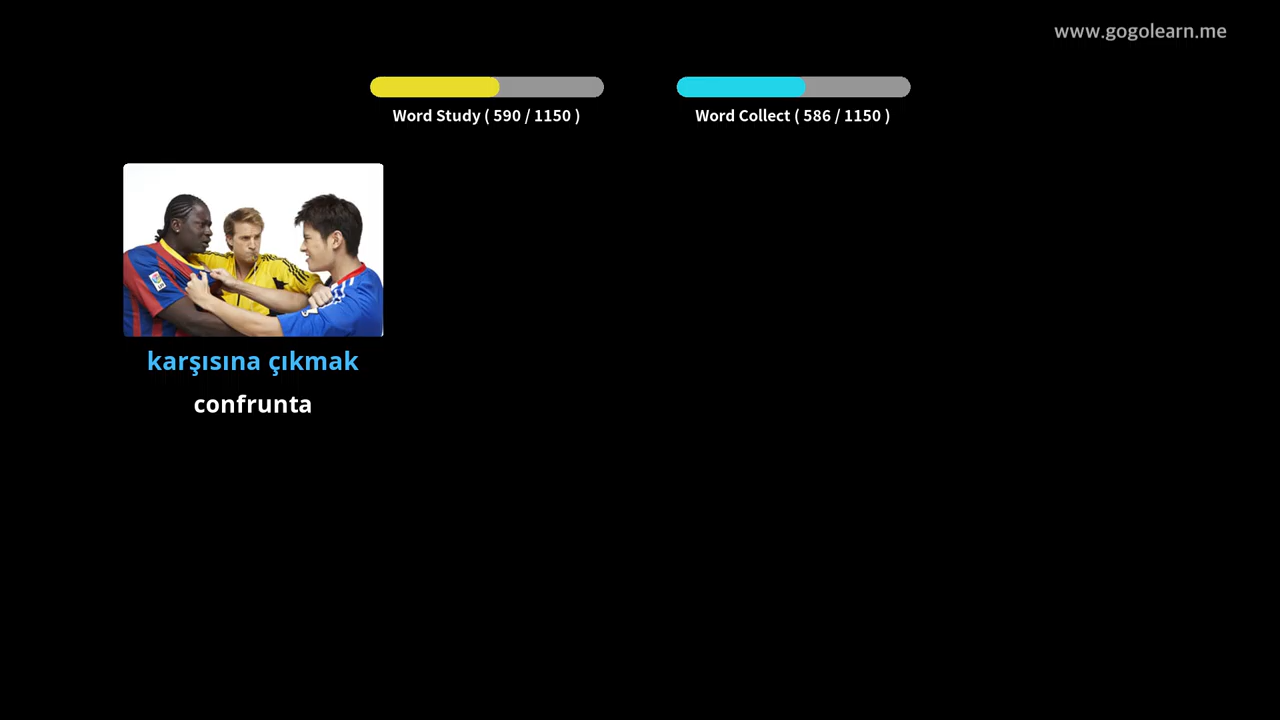 www.gogolearn.me
Word Study ( 590 / 1150 )
Word Collect ( 586 / 1150 )
karşısına çıkmak
confrunta